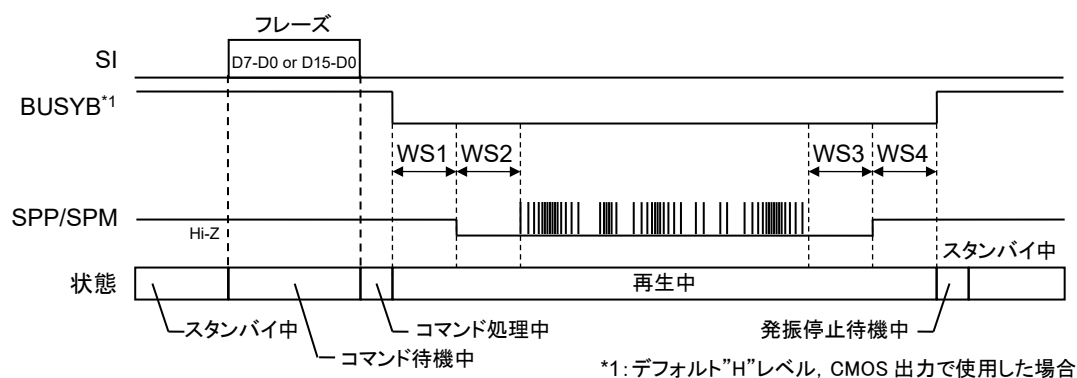 フレーズ
SI
D7-D0 or D15-D0
BUSYB*1
WS1
WS2
WS3
WS4
SPP/SPM
Hi-Z
スタンバイ中
状態
再生中
スタンバイ中
コマンド処理中
発振停止待機中
コマンド待機中
*1:デフォルト”H”レベル, CMOS 出力で使用した場合